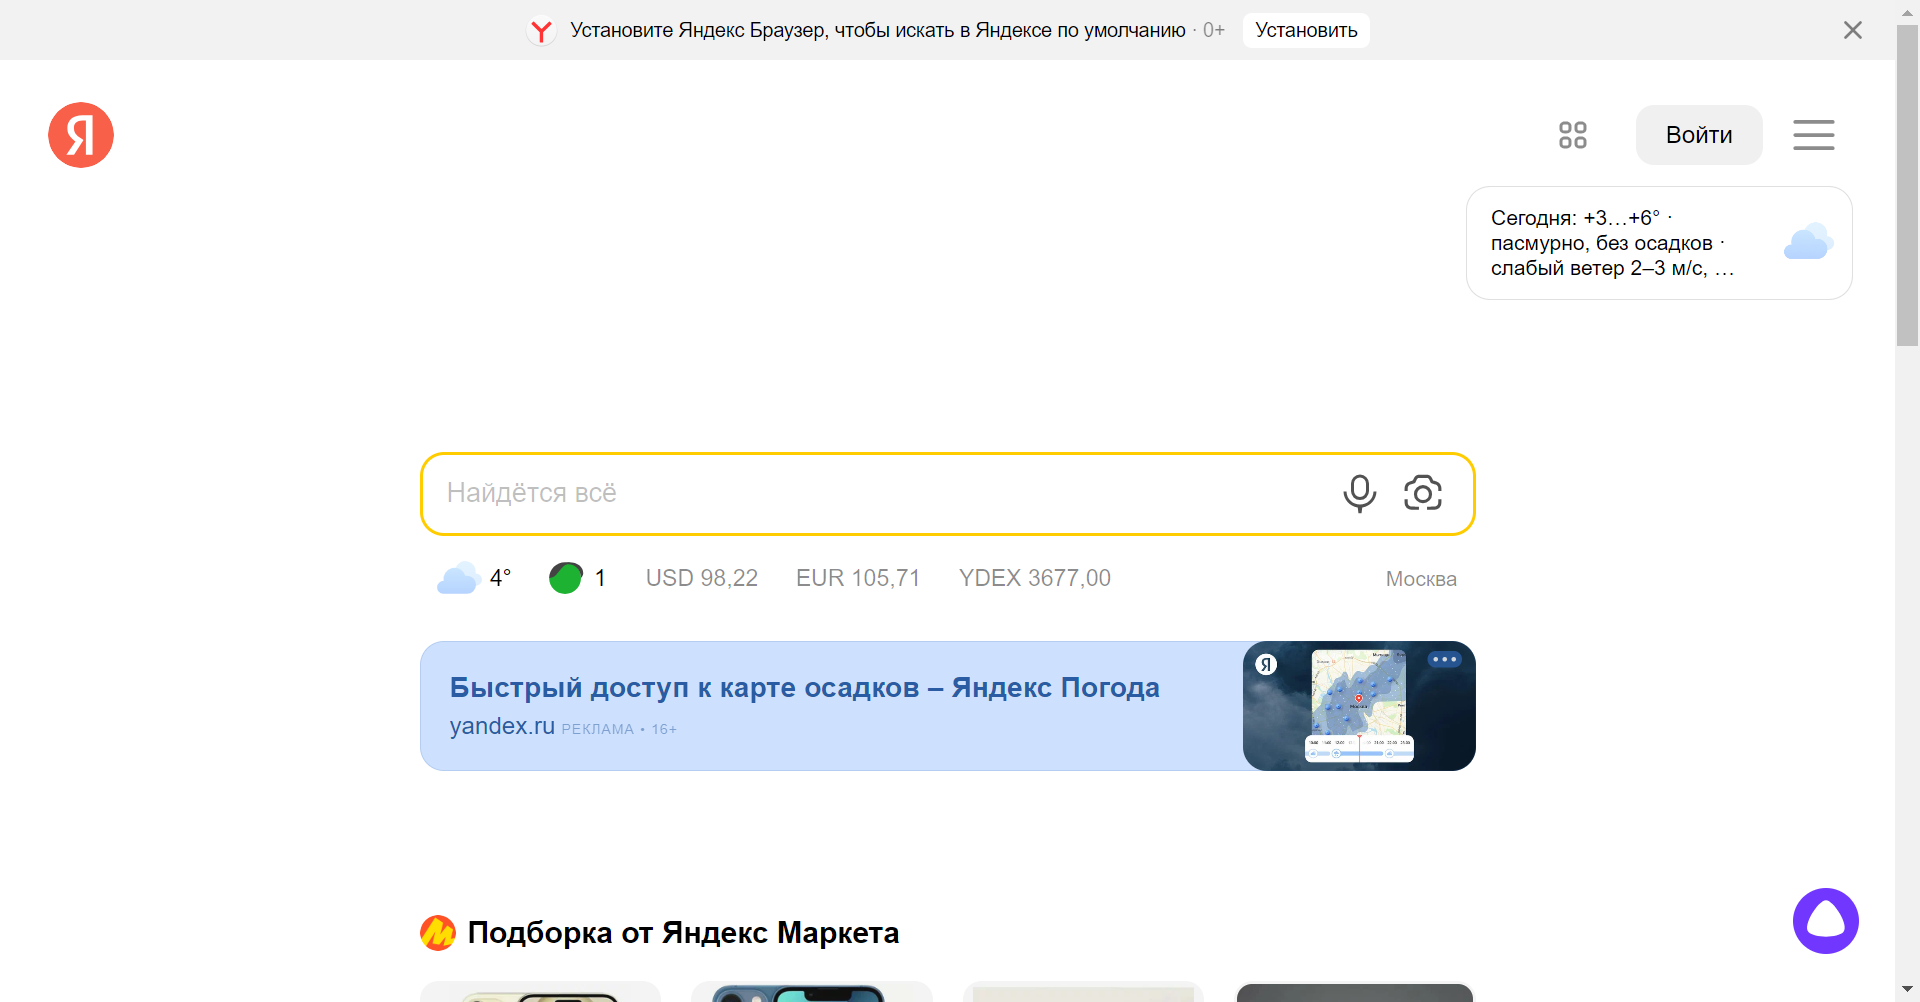 Установите Яндекс Браузер, чтобы искать в Яндексе по умолчанию · 0+
Установить
Я
Войти
Сегодня: +3…+6° ·
пасмурно, без осадков ·
слабый ветер 2–3 м/с, …
Найдётся всё
4°
1
USD 98,22
EUR 105,71
YDEX 3677,00
Москва
Быстрый доступ к карте осадков – Яндекс Погода
yandex.ru РЕКЛАМА • 16+
Я
Подборка от Яндекс Маркета